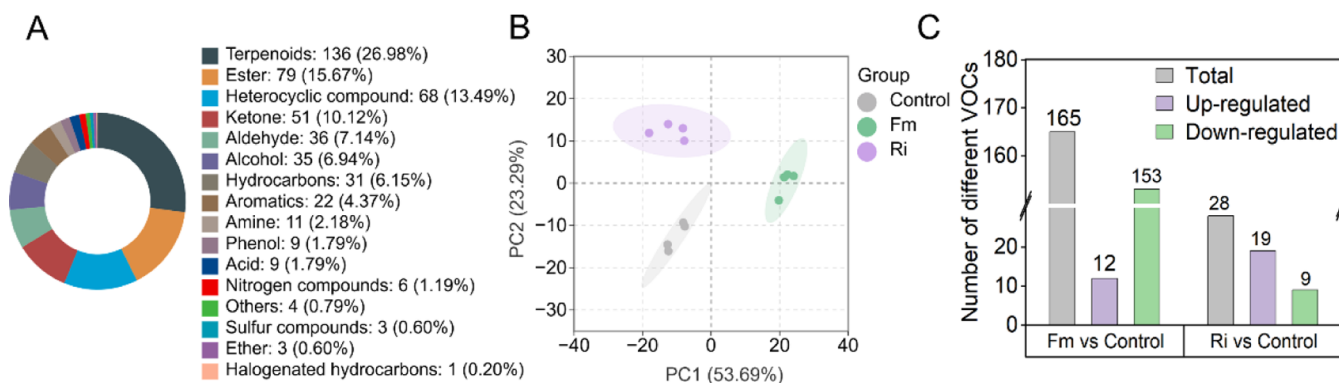 A
Terpenoids: 136 (26.98%)
Ester: 79 (15.67%)
Heterocyclic compound: 68 (13.49%)
Ketone: 51 (10.12%)
Aldehyde: 36 (7.14%)
Alcohol: 35 (6.94%)
Hydrocarbons: 31 (6.15%)
Aromatics: 22 (4.37%)
Amine: 11 (2.18%)
Phenol: 9 (1.79%)
Acid: 9 (1.79%)
Nitrogen compounds: 6 (1.19%)
Others: 4 (0.79%)
Sulfur compounds: 3 (0.60%)
Ether: 3 (0.60%)
Halogenated hydrocarbons: 1 (0.20%)
B
PC2 (23.29%)
30
20
10
0
−10
−20
−30
−40
−20
0
20
40
PC1 (53.69%)
Group
Control
Fm
Ri
C
Number of different VOCs
180
170
160
20
10
0
Total
Up-regulated
Down-regulated
165
12
153
28
19
9
Fm vs Control
Ri vs Control